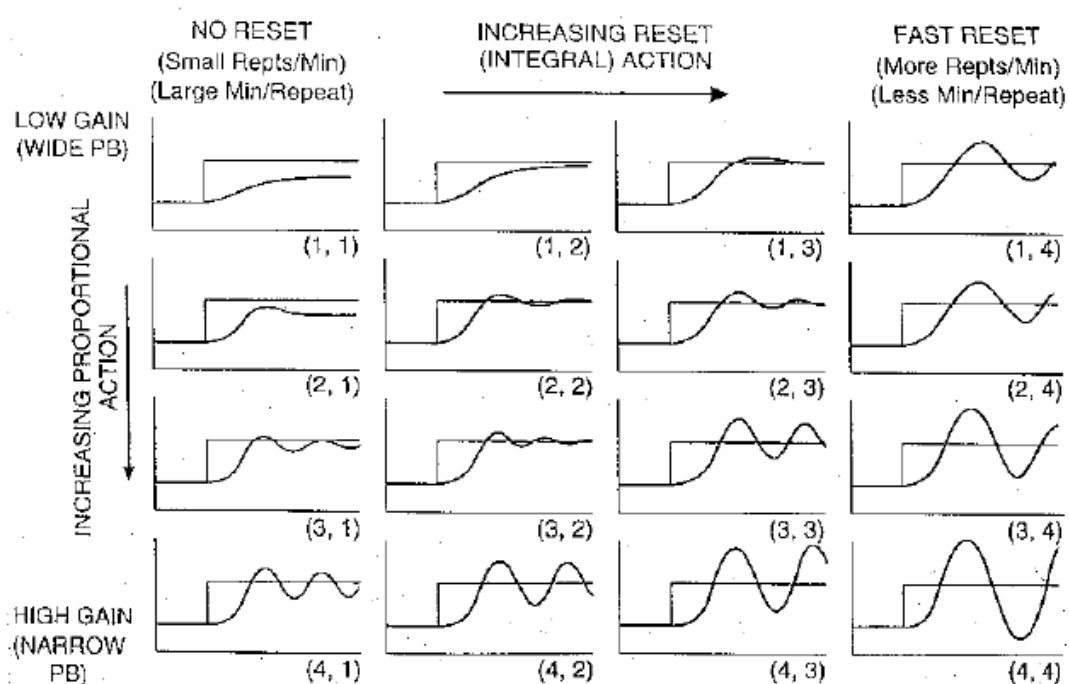 NO RESET
(Small Repts/Min)
(Large Min/Repeat)
INCREASING RESET
(INTEGRAL) ACTION
FAST RESET
(More Repts/Min)
(Less Min/Repeat)
LOW GAIN
(WIDE PB)
(1, 1)
(1, 2)
(1, 3)
(1, 4)
INCREASING PROPORTIONAL
ACTION
(2, 1)
(2, 2)
(2, 3)
(2, 4)
(3, 1)
(3, 2)
(3, 3)
(3, 4)
HIGH GAIN
(NARROW
PB)
(4, 1)
(4, 2)
(4, 3)
(4, 4)